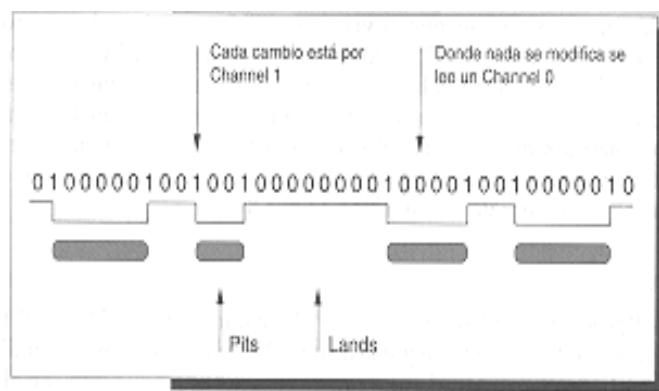 Cada cambio está por
Channel 1
Donde nada se modifica se
lee un Channel 0
01000001001001000000001000010010000010
Pits
Lands